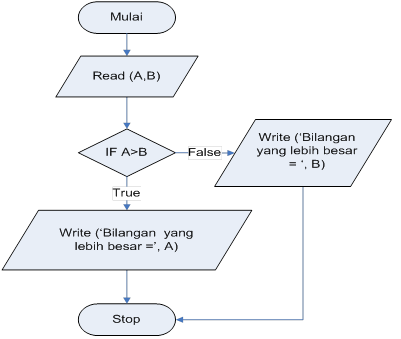 Mulai
Read (A,B)
IF A>B
False
Write (‘Bilangan
yang lebih besar
= ‘, B)
True
Write (‘Bilangan  yang
lebih besar =’, A)
Stop